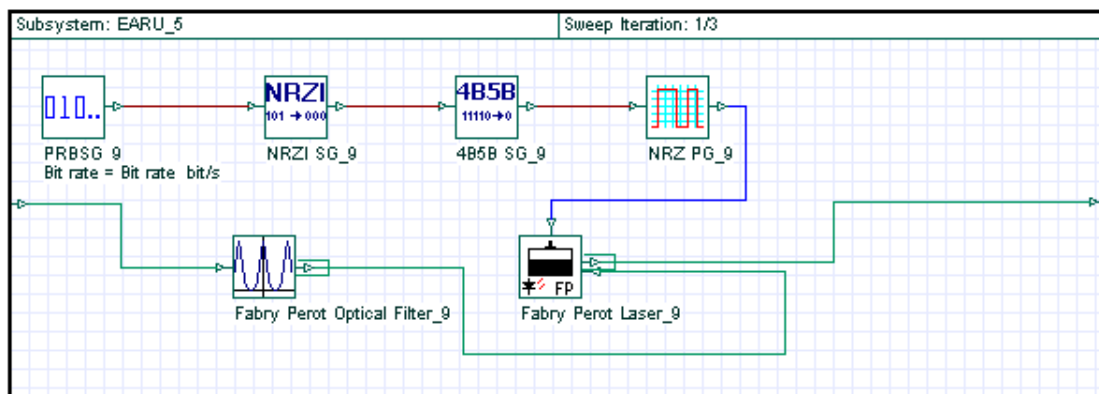 Subsystem: EARU_5
Sweep Iteration: 1/3
010..
NRZI
101 → 000
4B5B
11110→0
PRBSG_9
Bit rate = Bit rate bit/s
NRZI SG_9
4B5B SG_9
NRZ PG_9
FP
Fabry Perot Optical Filter_9
Fabry Perot Laser_9